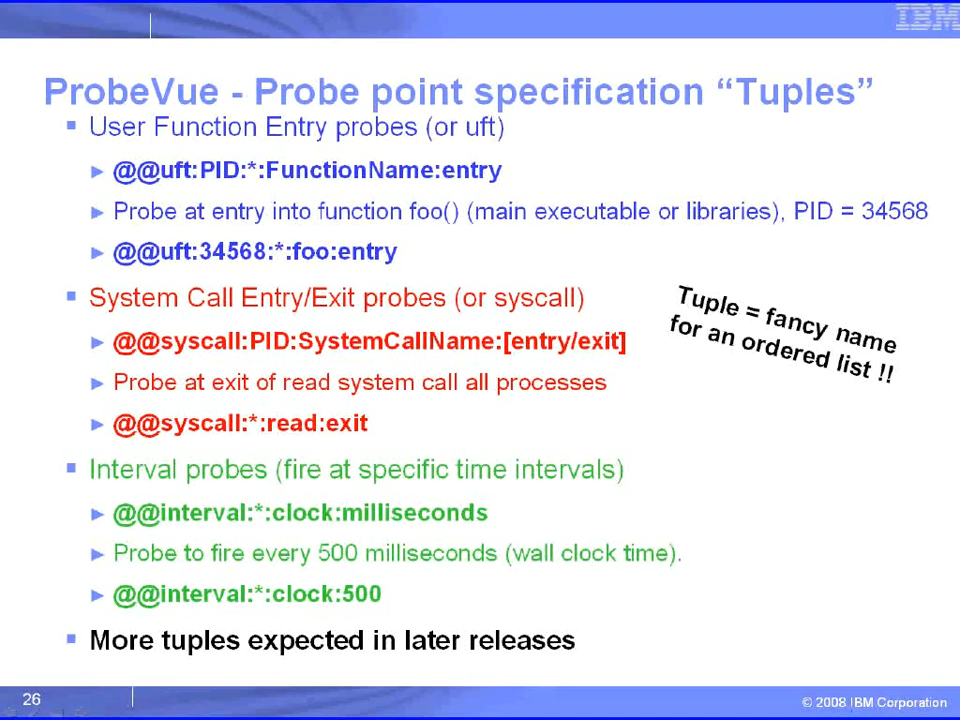 IBM
ProbeVue - Probe point specification “Tuples”
User Function Entry probes (or uft)
@@uft:PID:*:FunctionName:entry
Probe at entry into function foo() (main executable or libraries), PID = 34568
@@uft:34568:*:foo:entry
System Call Entry/Exit probes (or syscall)
@@syscall:PID:SystemCallName:[entry/exit]
Probe at exit of read system call all processes
@@syscall:*:read:exit
Tuple = fancy name
for an ordered list !!
Interval probes (fire at specific time intervals)
@@interval:*:clock:milliseconds
Probe to fire every 500 milliseconds (wall clock time).
@@interval:*:clock:500
More tuples expected in later releases
26
© 2008 IBM Corporation